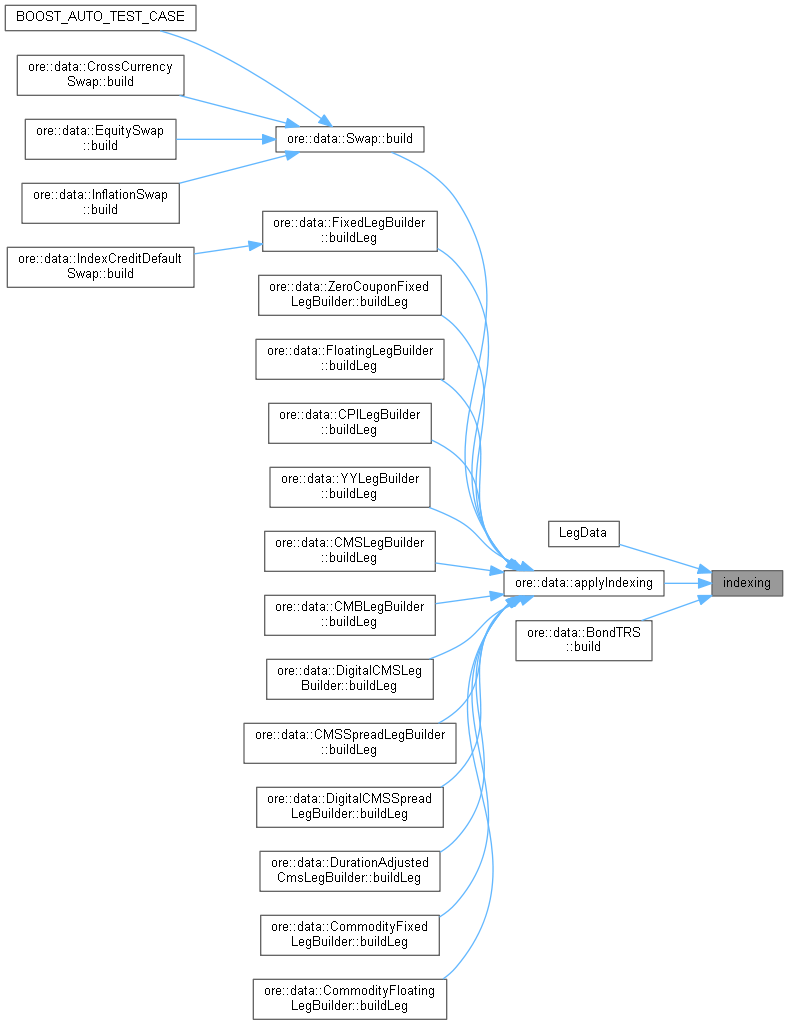 BOOST_AUTO_TEST_CASE
ore::data::CrossCurrency
Swap::build
ore::data::EquitySwap
::build
ore::data::Swap::build
ore::data::InflationSwap
::build
ore::data::FixedLegBuilder
::buildLeg
ore::data::IndexCreditDefault
Swap::build
ore::data::ZeroCouponFixed
LegBuilder::buildLeg
ore::data::FloatingLegBuilder
::buildLeg
ore::data::CPILegBuilder
::buildLeg
ore::data::YYLegBuilder
::buildLeg
LegData
ore::data::CMSLegBuilder
::buildLeg
ore::data::applyIndexing
indexing
ore::data::CMBLegBuilder
::buildLeg
ore::data::BondTRS
::build
ore::data::DigitalCMSLeg
Builder::buildLeg
ore::data::CMSSpreadLegBuilder
::buildLeg
ore::data::DigitalCMSSpread
LegBuilder::buildLeg
ore::data::DurationAdjusted
CmsLegBuilder::buildLeg
ore::data::CommodityFixed
LegBuilder::buildLeg
ore::data::CommodityFloating
LegBuilder::buildLeg